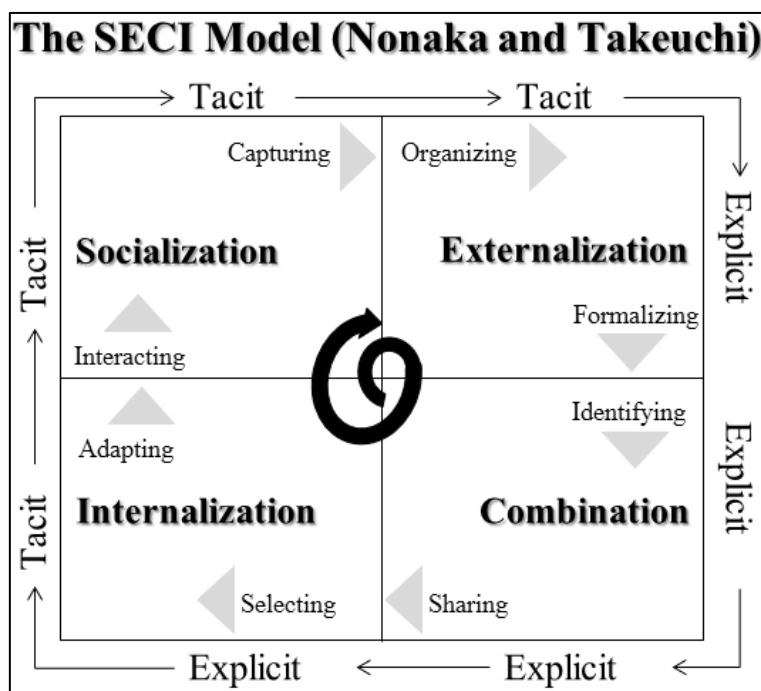 The SECI Model (Nonaka and Takeuchi)
Tacit
Tacit
Capturing
Organizing
Explicit
Tacit
Socialization
Externalization
Formalizing
Interacting
Identifying
Adapting
Explicit
Tacit
Internalization
Combination
Selecting
Sharing
Explicit
Explicit